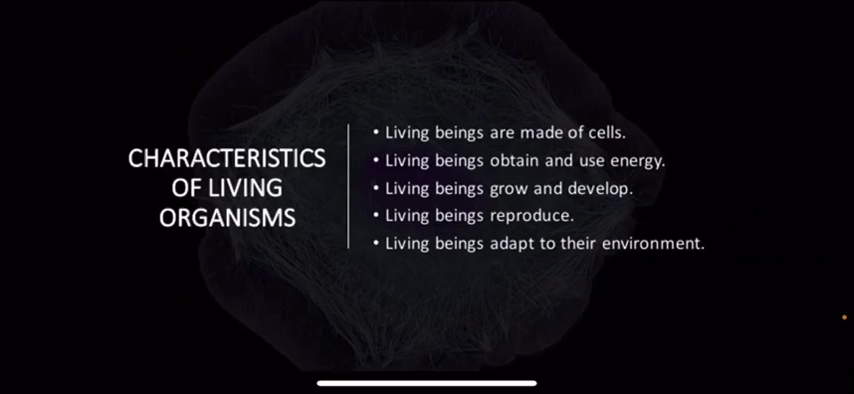 CHARACTERISTICS
OF LIVING
ORGANISMS
• Living beings are made of cells.
• Living beings obtain and use energy.
• Living beings grow and develop.
• Living beings reproduce.
• Living beings adapt to their environment.